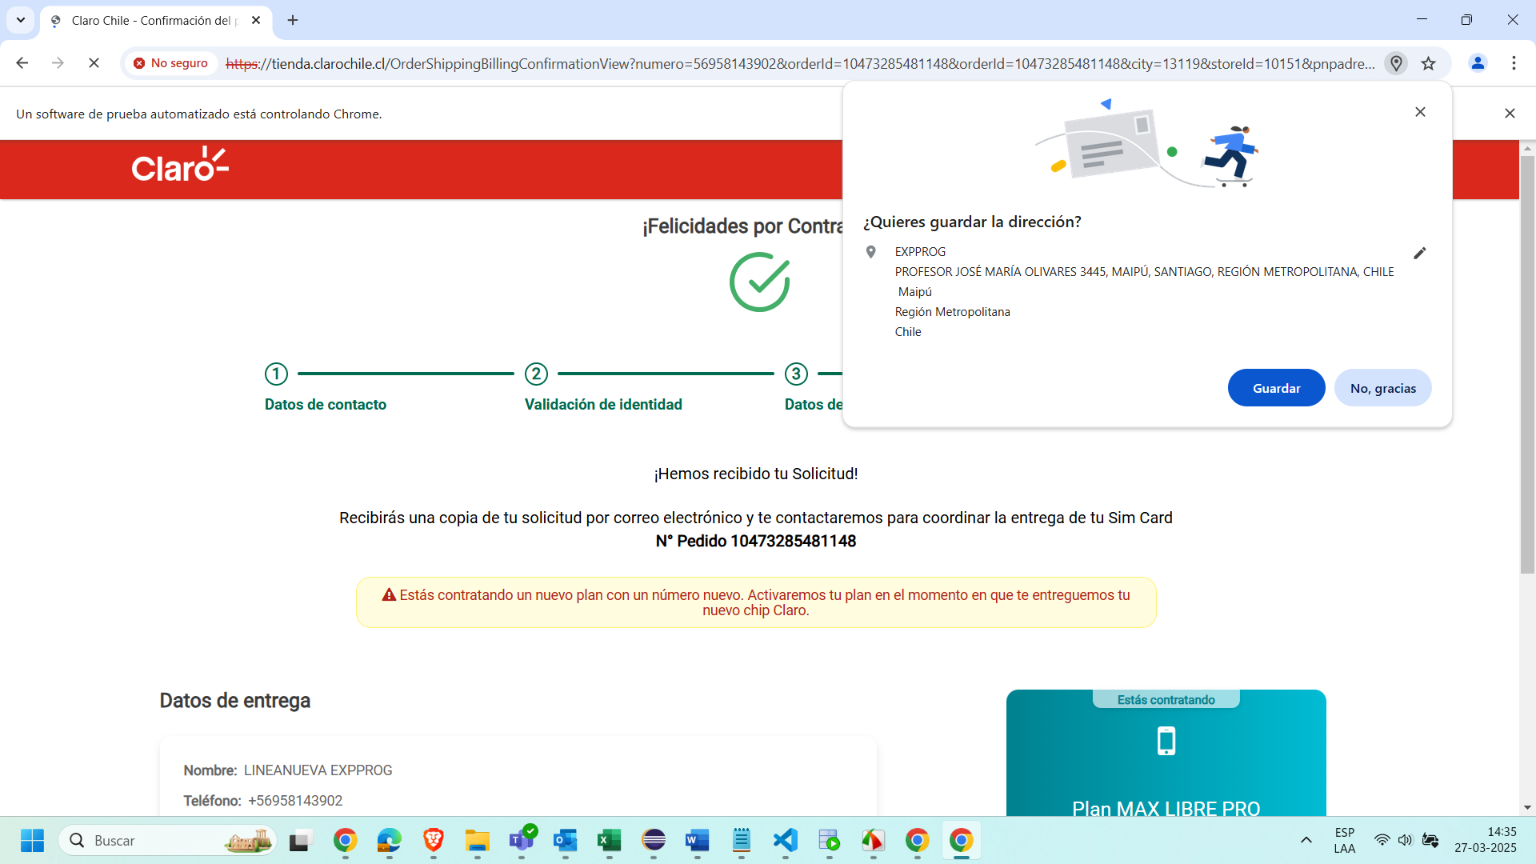 Claro Chile - Confirmación del p
No seguro
https://tienda.clarochile.cl/OrderShippingBillingConfirmationView?numero=56958143902&orderId=10473285481148&orderId=10473285481148&city=13119&storeId=10151&pnpadre...
Un software de prueba automatizado está controlando Chrome.
Claro
¡Felicidades por Contra
¿Quieres guardar la dirección?
EXPPROG
PROFESOR JOSÉ MARÍA OLIVARES 3445, MAIPÚ, SANTIAGO, REGIÓN METROPOLITANA, CHILE
Maipú
Región Metropolitana
Chile
Guardar
No, gracias
1
2
3
Datos de contacto
Validación de identidad
Datos de
¡Hemos recibido tu Solicitud!
Recibirás una copia de tu solicitud por correo electrónico y te contactaremos para coordinar la entrega de tu Sim Card
N° Pedido 10473285481148
Estás contratando un nuevo plan con un número nuevo. Activaremos tu plan en el momento en que te entreguemos tu
nuevo chip Claro.
Datos de entrega
Nombre: LINEANUEVA EXPPROG
Teléfono: +56958143902
Estás contratando
Plan MAX LIBRE PRO
Buscar
ESP
LAA
14:35
27-03-2025